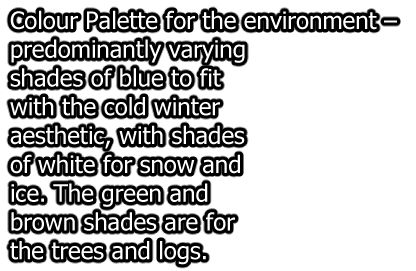 Colour Palette for the environment –
predominantly varying
shades of blue to fit
with the cold winter
aesthetic, with shades
of white for snow and
ice. The green and
brown shades are for
the trees and logs.